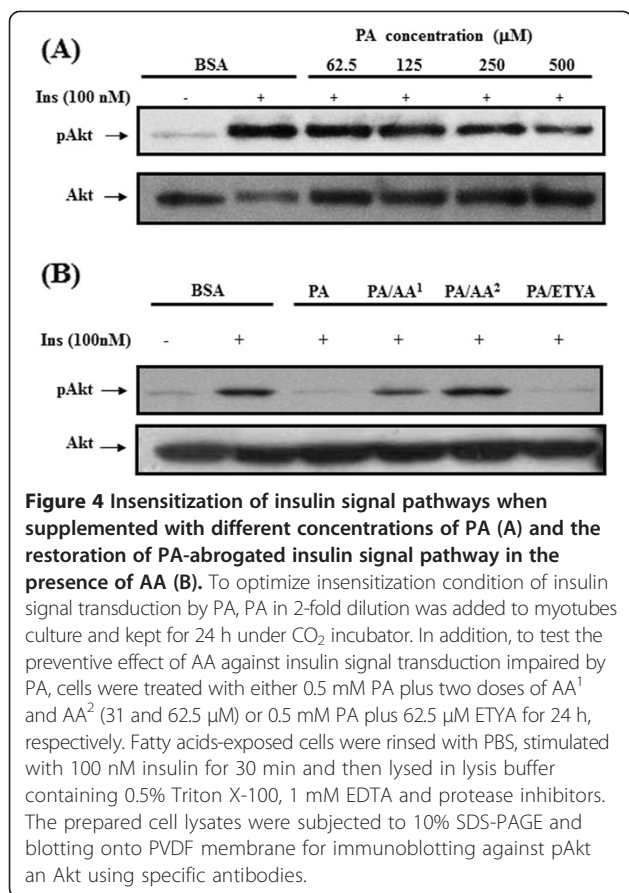 (A)
PA concentration (µM)
BSA 62.5 125 250 500
Ins (100 nM) - + + + + +
pAkt →
Akt →
(B)
BSA PA PA/AA¹ PA/AA² PA/ETYA
Ins (100nM) - + + + + +
pAkt →
Akt →
Figure 4 Insensitization of insulin signal pathways when
supplemented with different concentrations of PA (A) and the
restoration of PA-abrogated insulin signal pathway in the
presence of AA (B). To optimize insensitization condition of insulin
signal transduction by PA, PA in 2-fold dilution was added to myotubes
culture and kept for 24 h under CO₂ incubator. In addition, to test the
preventive effect of AA against insulin signal transduction impaired by
PA, cells were treated with either 0.5 mM PA plus two doses of AA¹
and AA² (31 and 62.5 µM) or 0.5 mM PA plus 62.5 µM ETYA for 24 h,
respectively. Fatty acids-exposed cells were rinsed with PBS, stimulated
with 100 nM insulin for 30 min and then lysed in lysis buffer
containing 0.5% Triton X-100, 1 mM EDTA and protease inhibitors.
The prepared cell lysates were subjected to 10% SDS-PAGE and
blotting onto PVDF membrane for immunoblotting against pAkt
an Akt using specific antibodies.